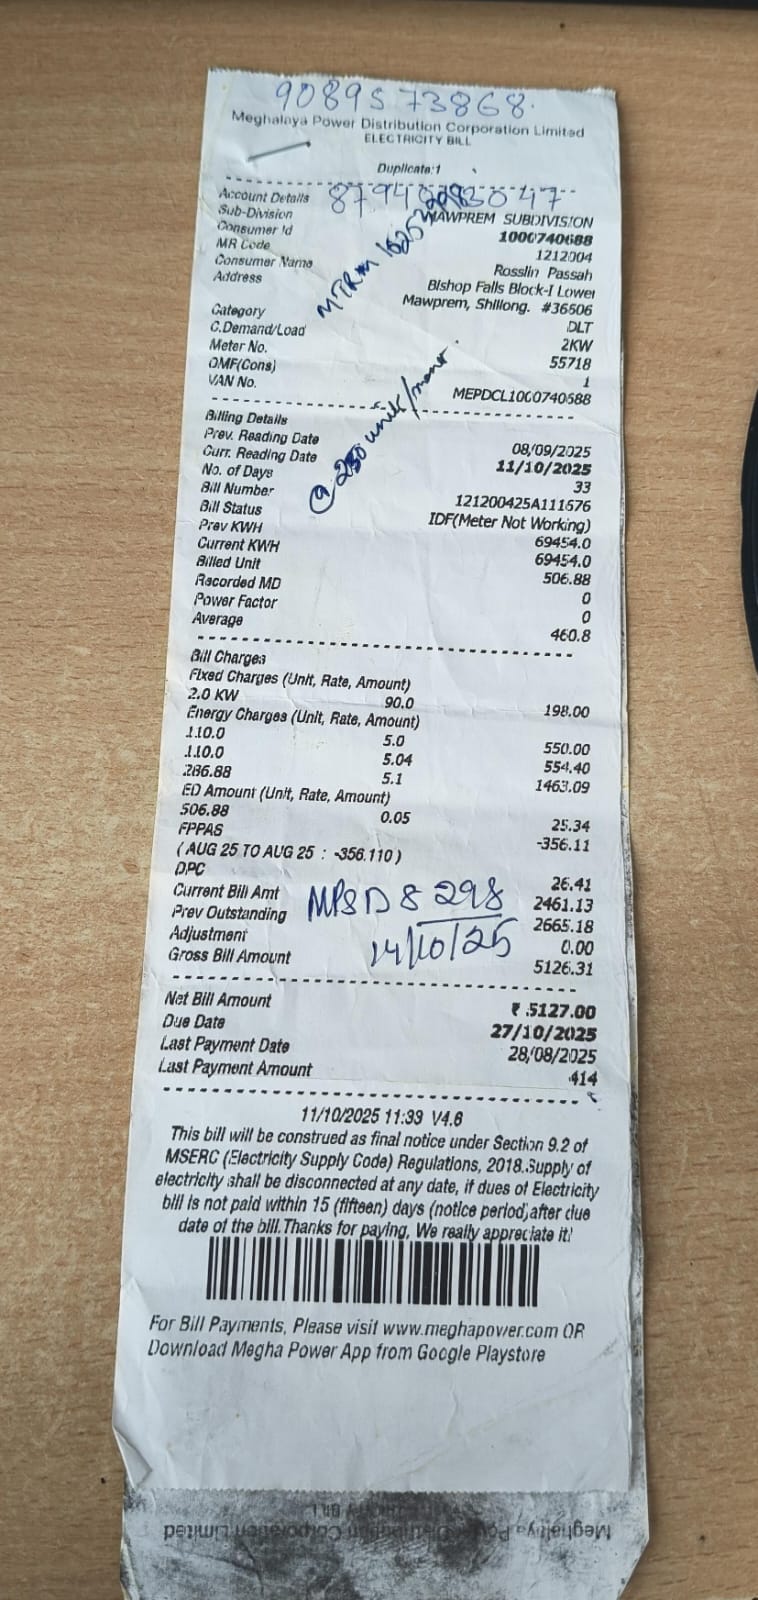 9089573868.
Meghalaya Power Distribution Corporation Limited
ELECTRICITY BILL
Duplicate:1
Account Details
Sub-Division MAWPREM SUBDIVISION
Consumer Id 1000740688
MR Code 1212004
Consumer Name Rosslin Passah
Address Bishop Falls Block-I Lower
Mawprem, Shillong. #36606
Category DLT
C.Demand/Load 2KW
Meter No. 55718
OMF(Cons) 1
VAN No. MEPDCL1000740688
@ 250 unit/
Billing Details
Prev. Reading Date 08/09/2025
Curr. Reading Date 11/10/2025
No. of Days 33
Bill Number 121200425A111676
Bill Status IDF(Meter Not Working)
Prev KWH 69454.0
Current KWH 69454.0
Billed Unit 506.88
Recorded MD 0
Power Factor 0
Average 460.8
Bill Charges
Fixed Charges (Unit, Rate, Amount)
2.0 KW 90.0 198.00
Energy Charges (Unit, Rate, Amount)
110.0 5.0 550.00
110.0 5.04 554.40
286.88 5.1 1463.09
ED Amount (Unit, Rate, Amount)
506.88 0.05 25.34
FPPAS -356.11
( AUG 25 TO AUG 25 : -356.110 )
DPC 26.41
Current Bill Amt 2461.13
Prev Outstanding 2665.18
Adjustment 0.00
Gross Bill Amount 5126.31
8298
14/10/25
Net Bill Amount ₹ 5127.00
Due Date 27/10/2025
Last Payment Date 28/08/2025
Last Payment Amount 414
11/10/2025 11:33 V4.6
This bill will be construed as final notice under Section 9.2 of
MSERC (Electricity Supply Code) Regulations, 2018.Supply of
electricity shall be disconnected at any date, if dues of Electricity
bill is not paid within 15 (fifteen) days (notice period)after due
date of the bill.Thanks for paying, We really appreciate it!
For Bill Payments, Please visit www.meghapower.com OR
Download Megha Power App from Google Playstore
Meghalaya Power Distribution Corporation Limited